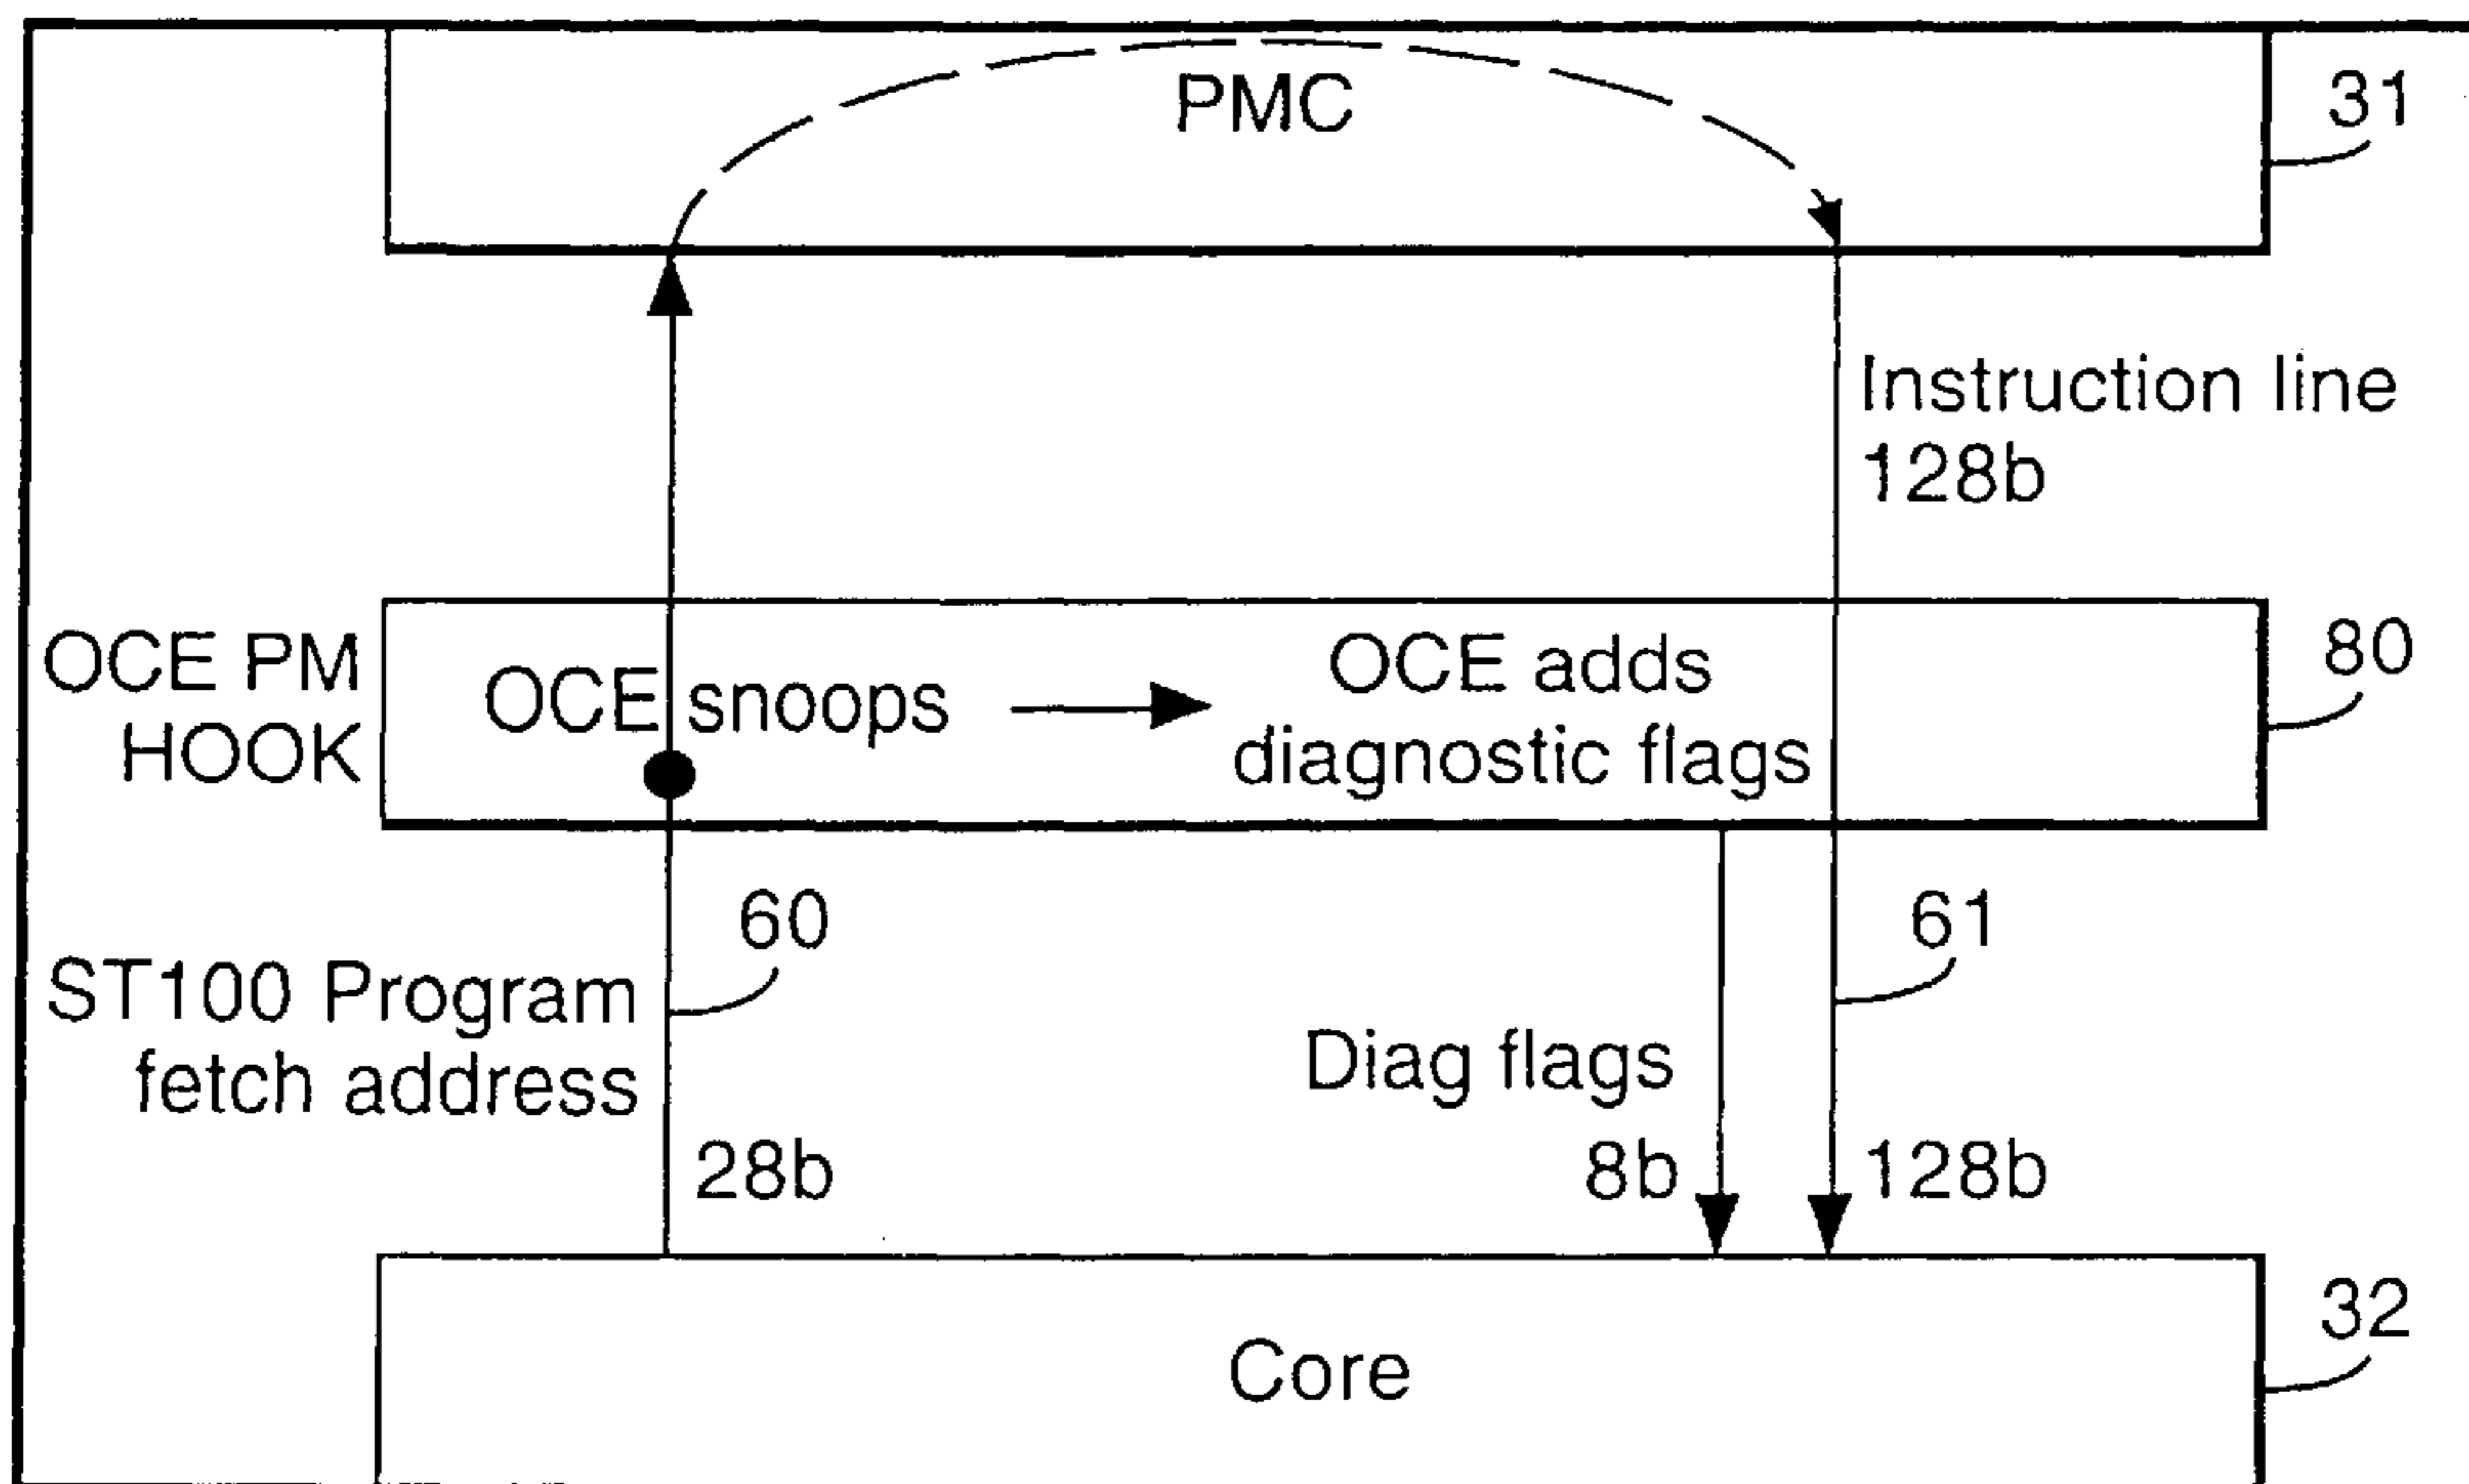 PMC
31
Instruction line
128b
OCE PM
HOOK
OCE snoops
OCE adds
diagnostic flags
80
60
61
ST100 Program
fetch address
Diag flags
28b
8b
128b
32
Core